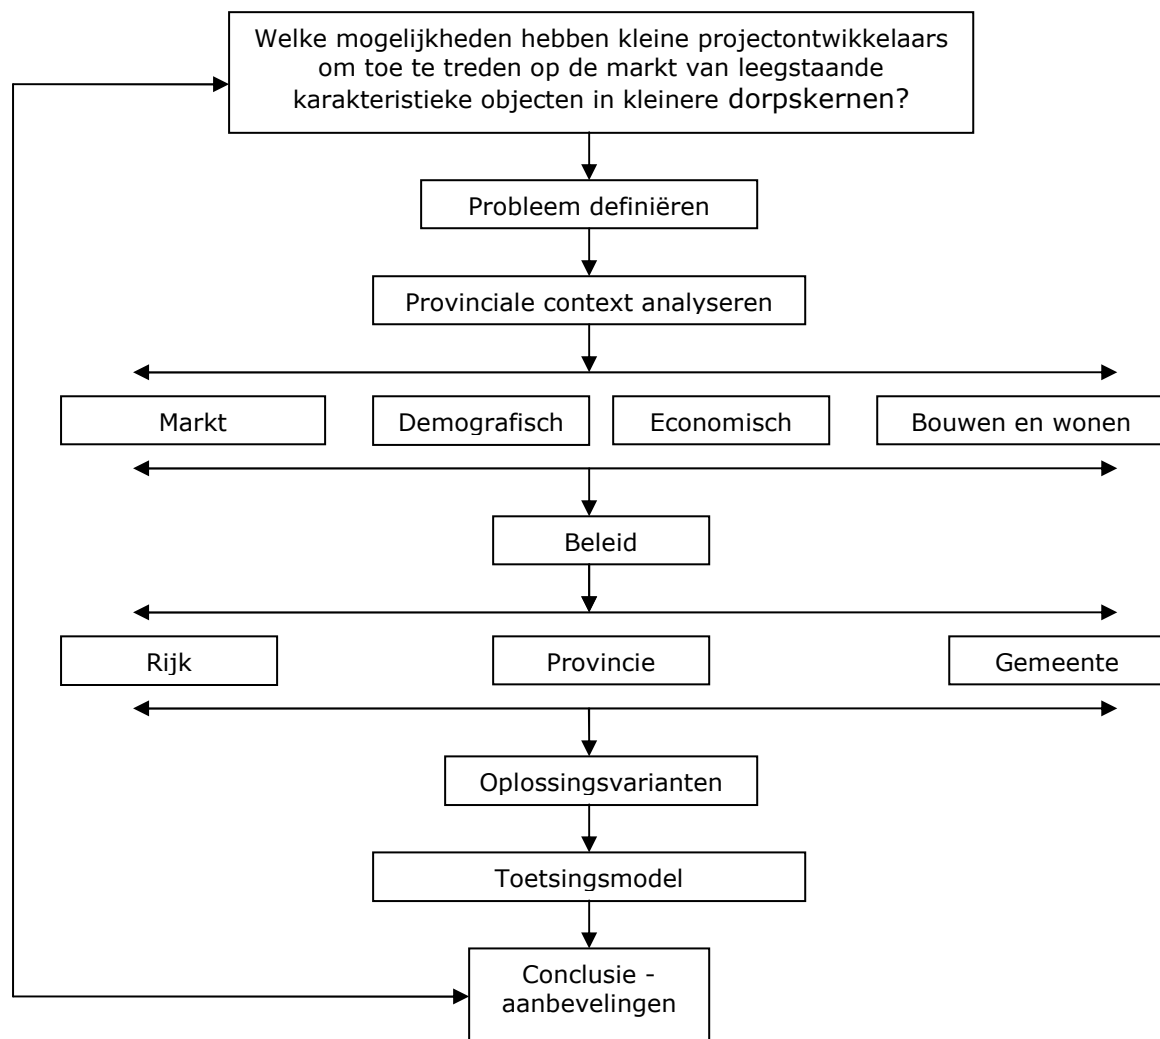 Welke mogelijkheden hebben kleine projectontwikkelaars
om toe te treden op de markt van leegstaande
karakteristieke objecten in kleinere dorpskernen?
Probleem definiëren
Provinciale context analyseren
Markt
Demografisch
Economisch
Bouwen en wonen
Beleid
Rijk
Provincie
Gemeente
Oplossingsvarianten
Toetsingsmodel
Conclusie -
aanbevelingen